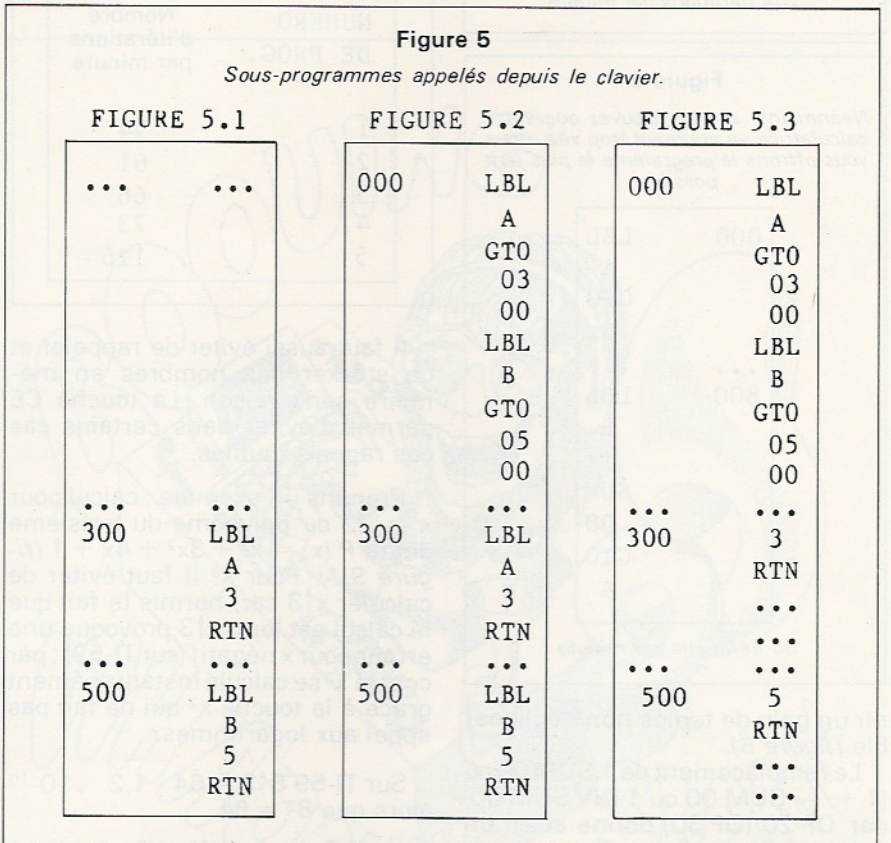 Figure 5
Sous-programmes appelés depuis le clavier.
FIGURE 5.1
... ...
... ...
300 LBL
A
3
RTN
... ...
500 LBL
B
5
RTN
FIGURE 5.2
000 LBL
A
GTO
03
00
LBL
B
GTO
05
00
... ...
300 LBL
A
3
RTN
... ...
500 LBL
B
5
RTN
FIGURE 5.3
000 LBL
A
GTO
03
00
LBL
B
GTO
05
00
... ...
300 3
RTN
...
... ...
500 5
RTN
...
...